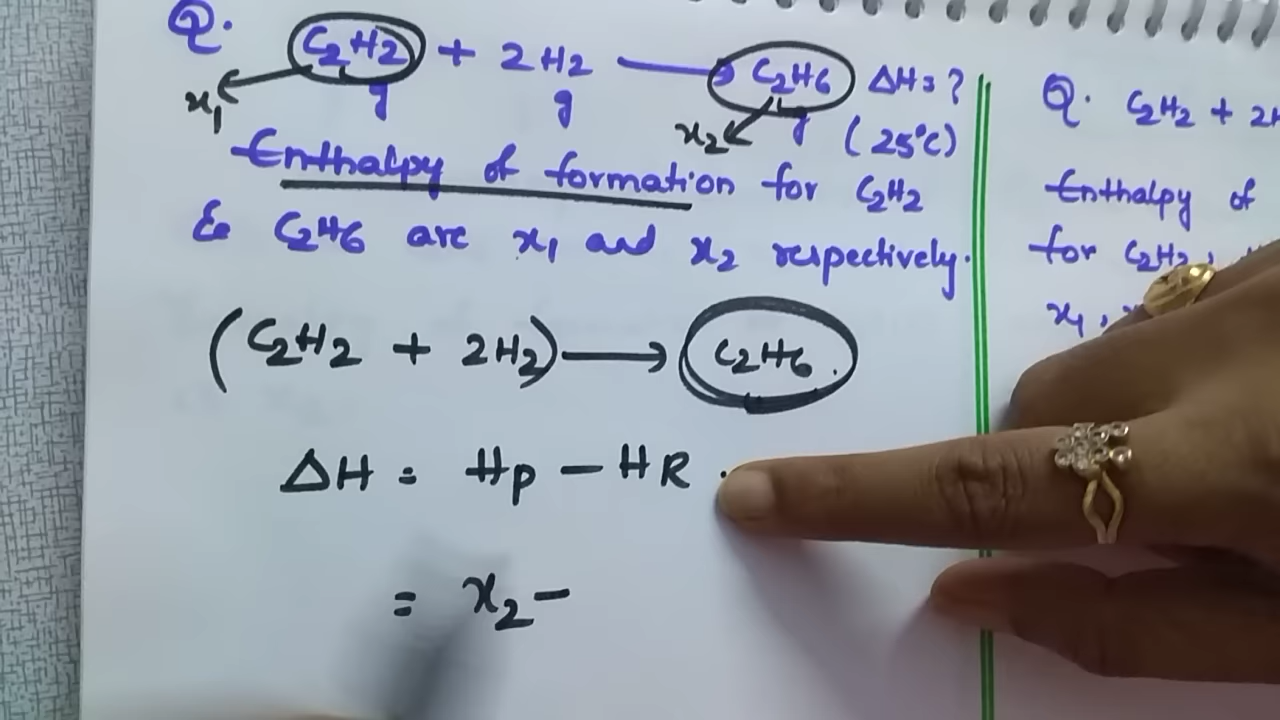 Q. C2H2 + 2H2 → C2H6 ΔH = ?
g g g (25°C)
x1 x2
Enthalpy of formation for C2H2
& C2H6 are x1 and x2 respectively.
(C2H2 + 2H2) → C2H6.
ΔH = Hp - HR
= x2 -
Q. C2H2 + 2H
Enthalpy of
for C2H2,
x1,